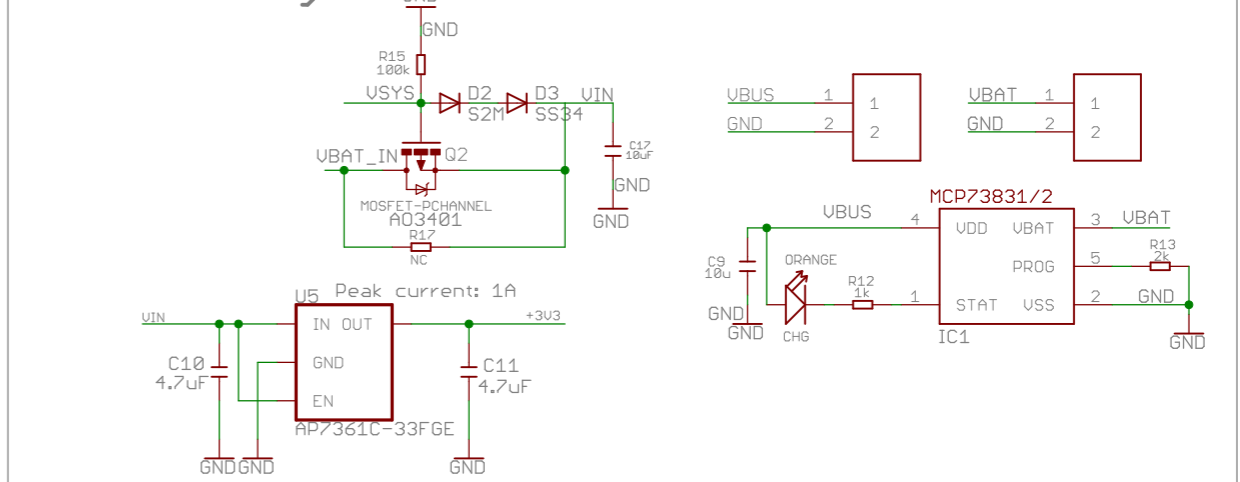 GND
GND
R15
100k
VSYS
D2
S2M
D3
SS34
VIN
C17
10uF
GND
GND
VBAT_IN
Q2
MOSFET-PCHANNEL
AO3401
R17
NC
VBUS 1 1
GND 2 2
VBAT 1 1
GND 2 2
MCP73831/2
VBUS 4 VDD VBAT 3 VBAT
PROG 5 R13
2k
C9
10u
ORANGE
R12
1k
1 STAT VSS 2 GND
GND
GND
CHG
IC1
GND
U5 Peak current: 1A
VIN IN OUT +3V3
GND
EN
C10
4.7uF
C11
4.7uF
AP7361C-33FGE
GND GND GND